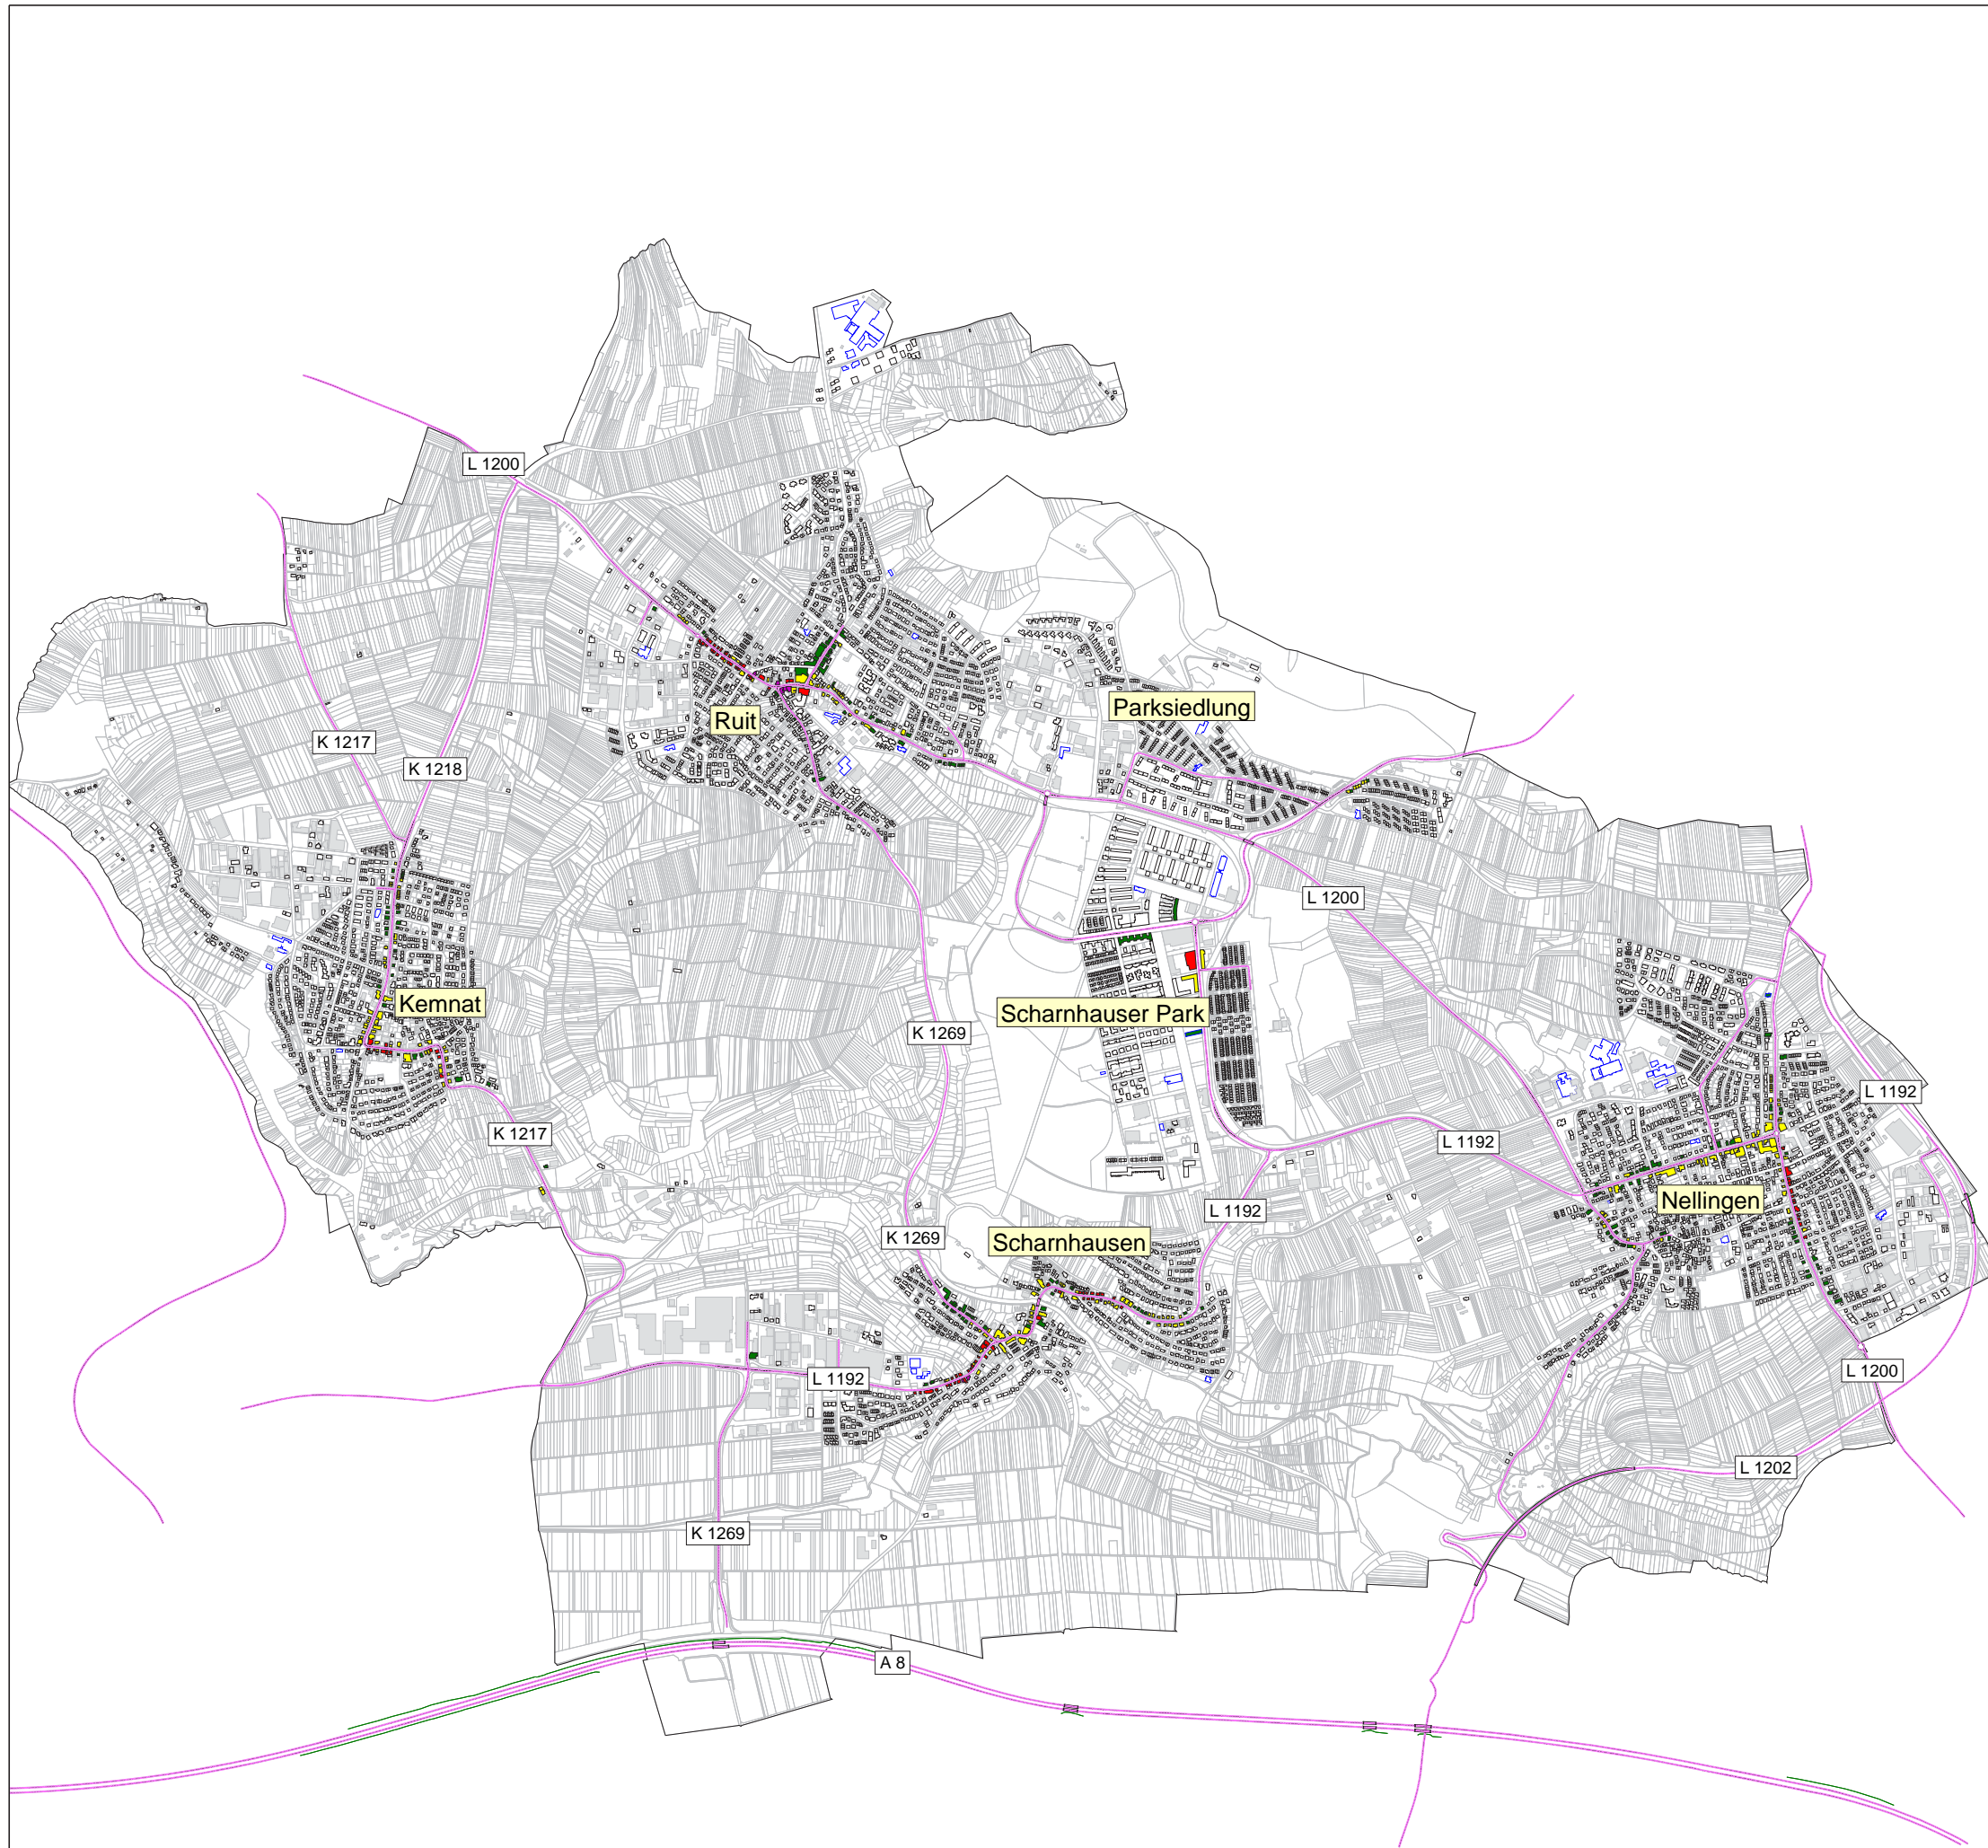 L 1200
Parksiedlung
Ruit
K 1217
K 1218
L 1200
Kemnat
Scharnhauser Park
K 1269
L 1192
K 1217
L 1192
Nellingen
L 1192
K 1269
Scharnhausen
L 1192
L 1200
L 1202
K 1269
A 8